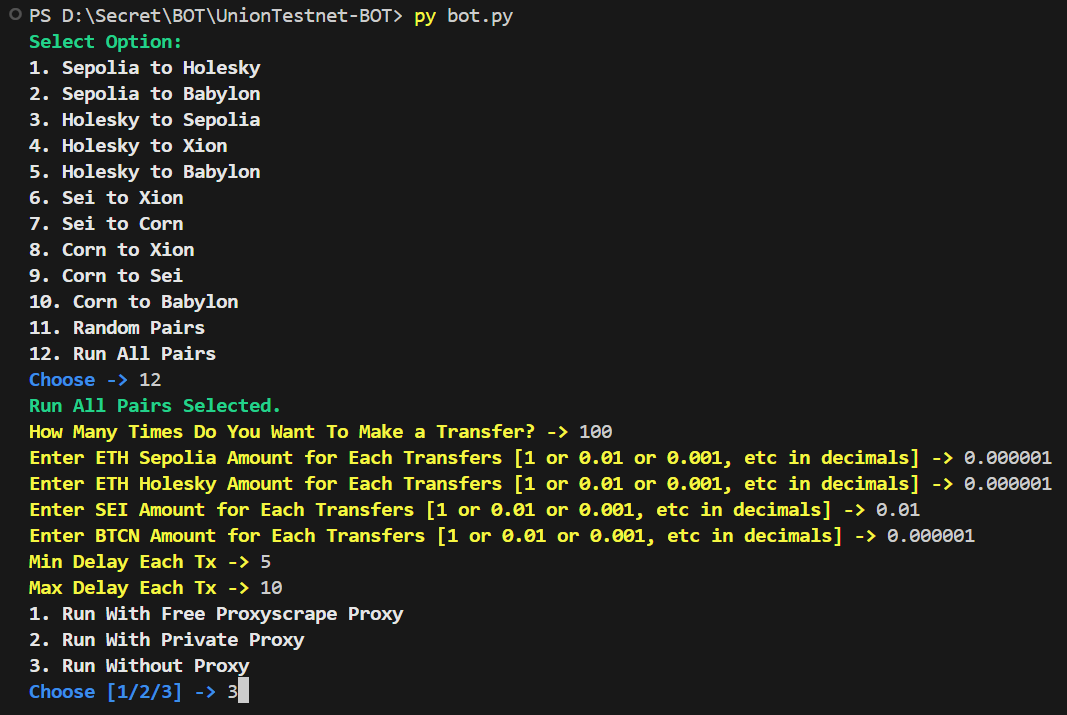 PS D:\Secret\BOT\UnionTestnet-BOT> py bot.py
Select Option:
1. Sepolia to Holesky
2. Sepolia to Babylon
3. Holesky to Sepolia
4. Holesky to Xion
5. Holesky to Babylon
6. Sei to Xion
7. Sei to Corn
8. Corn to Xion
9. Corn to Sei
10. Corn to Babylon
11. Random Pairs
12. Run All Pairs
Choose -> 12
Run All Pairs Selected.
How Many Times Do You Want To Make a Transfer? -> 100
Enter ETH Sepolia Amount for Each Transfers [1 or 0.01 or 0.001, etc in decimals] -> 0.000001
Enter ETH Holesky Amount for Each Transfers [1 or 0.01 or 0.001, etc in decimals] -> 0.000001
Enter SEI Amount for Each Transfers [1 or 0.01 or 0.001, etc in decimals] -> 0.01
Enter BTCN Amount for Each Transfers [1 or 0.01 or 0.001, etc in decimals] -> 0.000001
Min Delay Each Tx -> 5
Max Delay Each Tx -> 10
1. Run With Free Proxyscrape Proxy
2. Run With Private Proxy
3. Run Without Proxy
Choose [1/2/3] -> 3